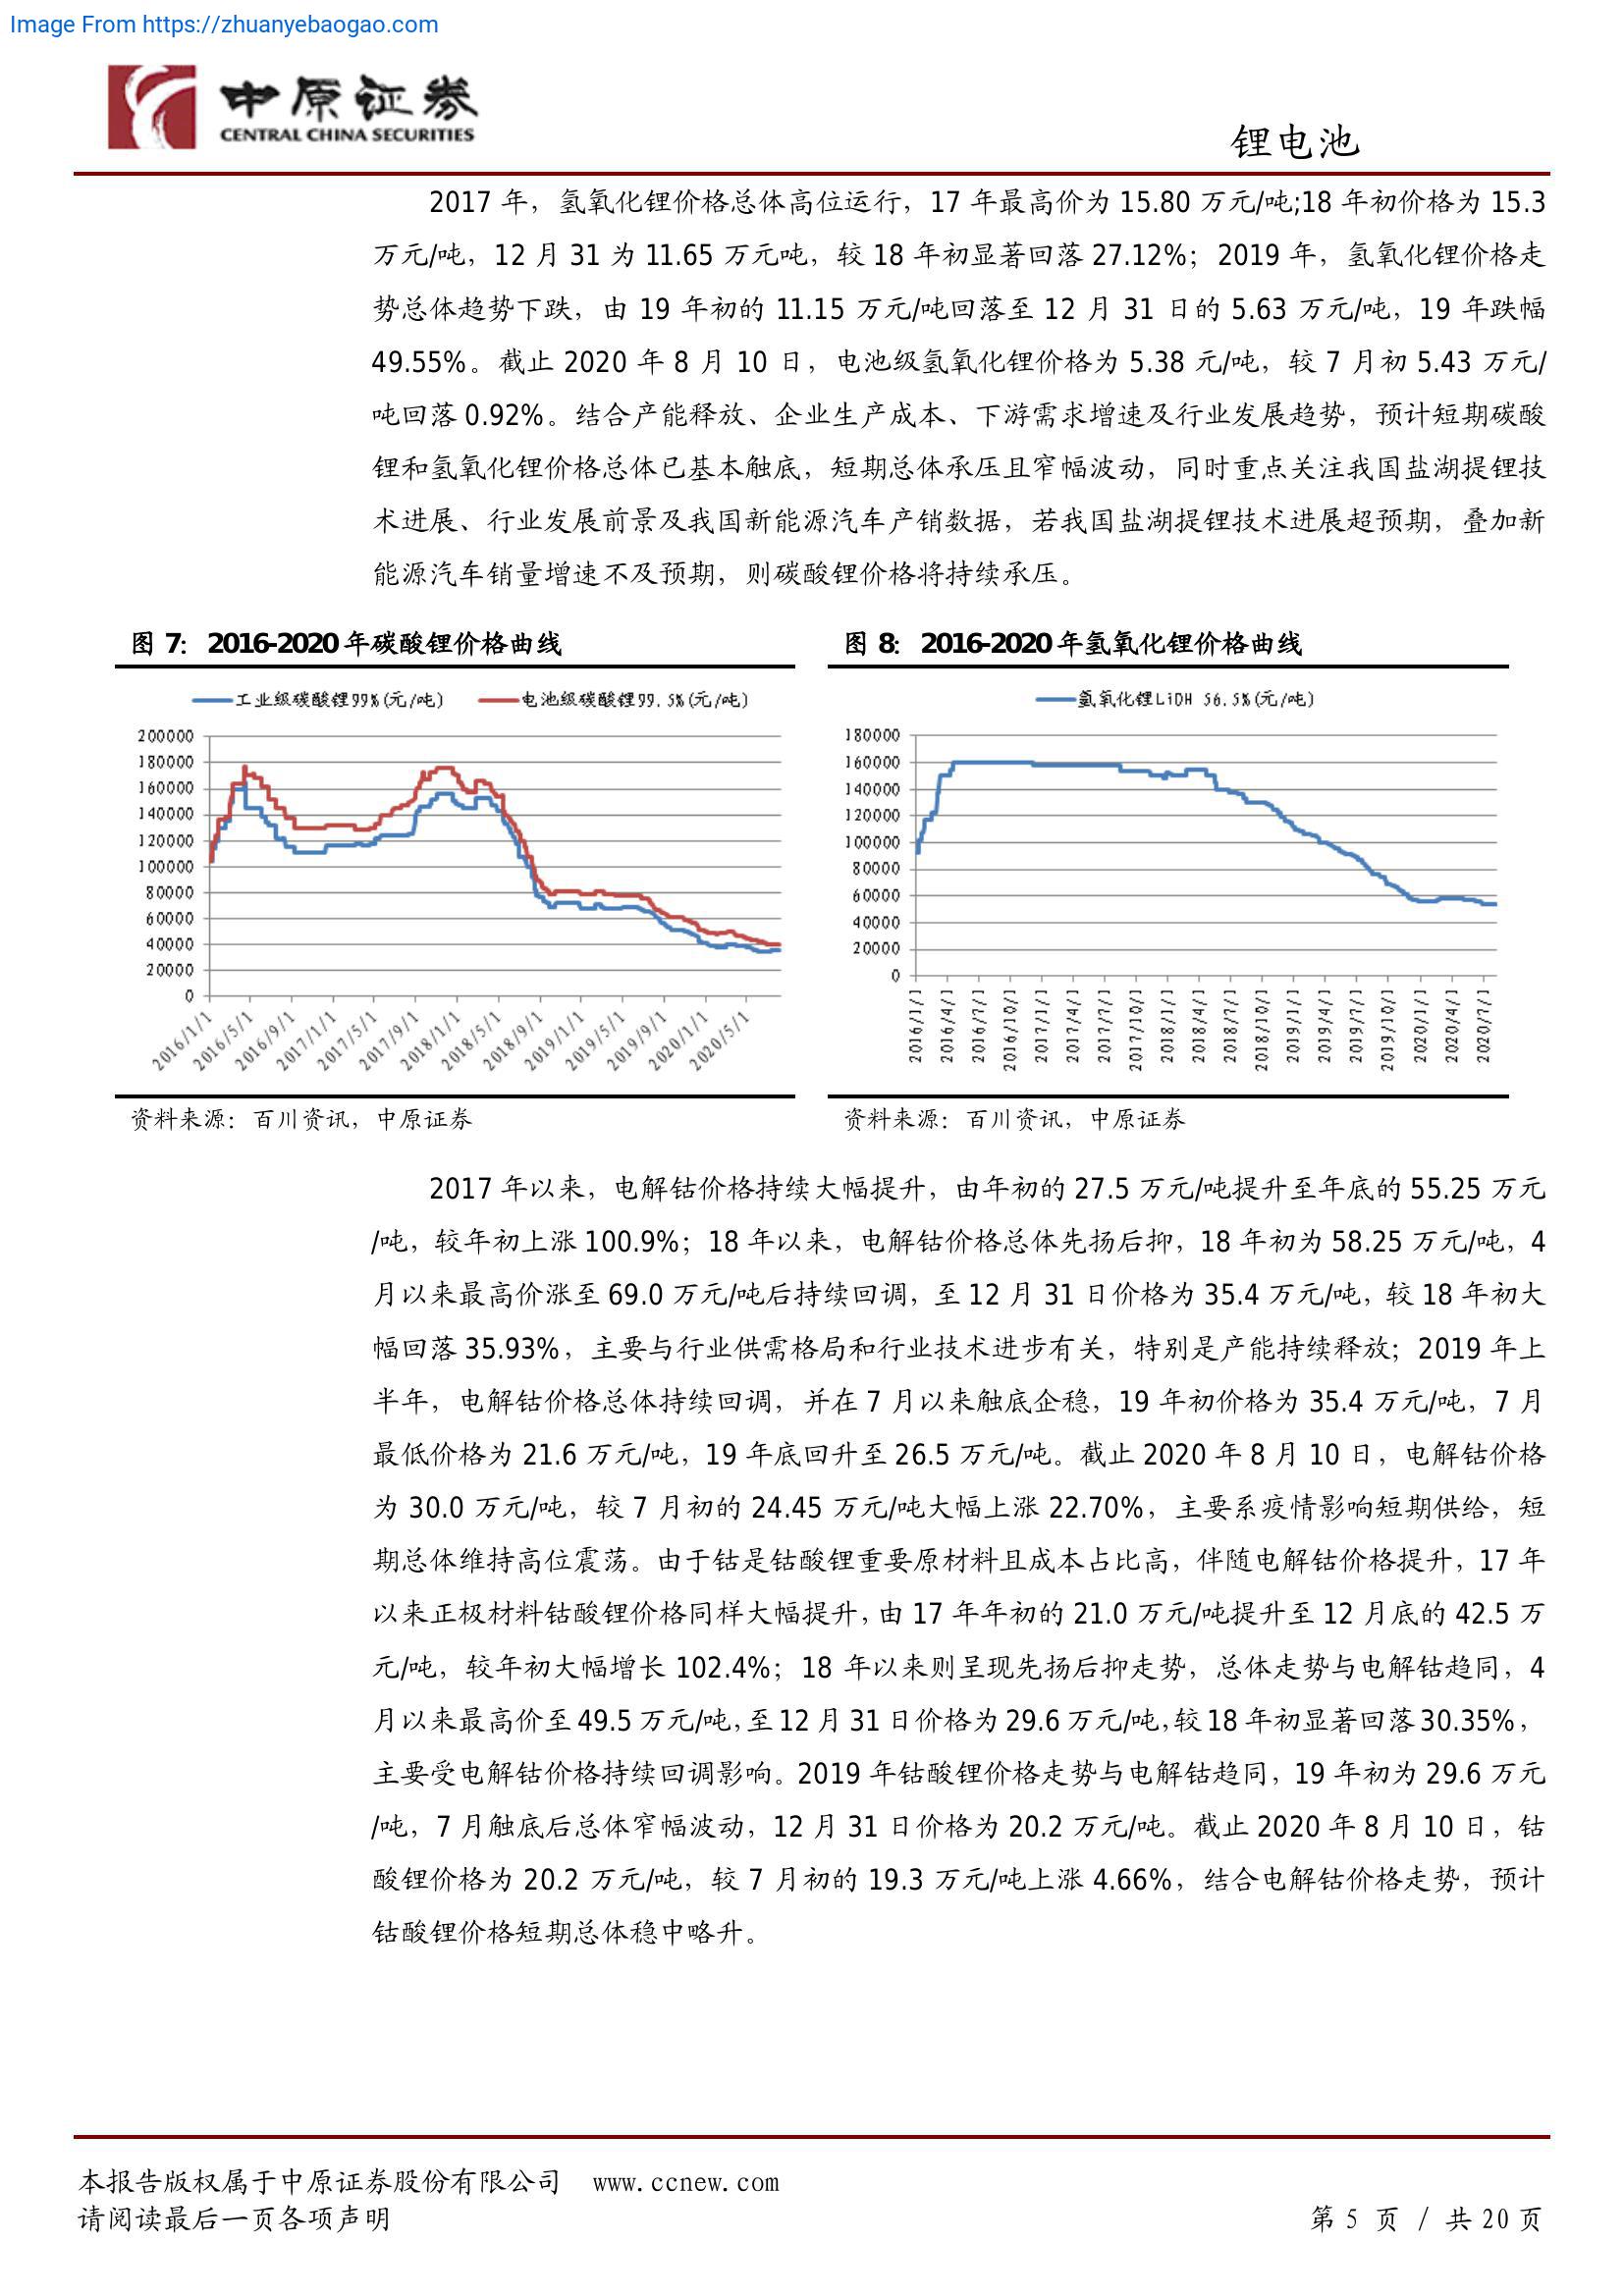 Image From https://zhuanyebaogao.com
中原证券
CENTRAL CHINA SECURITIES
锂电池
2017 年，氢氧化锂价格总体高位运行，17 年最高价为 15.80 万元/吨;18 年初价格为 15.3
万元/吨，12 月 31 为 11.65 万元吨，较 18 年初显著回落 27.12%；2019 年，氢氧化锂价格走
势总体趋势下跌，由 19 年初的 11.15 万元/吨回落至 12 月 31 日的 5.63 万元/吨，19 年跌幅
49.55%。截止 2020 年 8 月 10 日，电池级氢氧化锂价格为 5.38 元/吨，较 7 月初 5.43 万元/
吨回落 0.92%。结合产能释放、企业生产成本、下游需求增速及行业发展趋势，预计短期碳酸
锂和氢氧化锂价格总体已基本触底，短期总体承压且窄幅波动，同时重点关注我国盐湖提锂技
术进展、行业发展前景及我国新能源汽车产销数据，若我国盐湖提锂技术进展超预期，叠加新
能源汽车销量增速不及预期，则碳酸锂价格将持续承压。
图 7： 2016-2020 年碳酸锂价格曲线
工业级碳酸锂99%(元/吨)
电池级碳酸锂99.5%(元/吨)
200000
180000
160000
140000
120000
100000
80000
60000
40000
20000
0
2016/1/1
2016/5/1
2016/9/1
2017/1/1
2017/5/1
2017/9/1
2018/1/1
2018/5/1
2018/9/1
2019/1/1
2019/5/1
2019/9/1
2020/1/1
2020/5/1
资料来源：百川资讯，中原证券
图 8： 2016-2020 年氢氧化锂价格曲线
氢氧化锂LiOH 56.5%(元/吨)
180000
160000
140000
120000
100000
80000
60000
40000
20000
0
2016/1/1
2016/4/1
2016/7/1
2016/10/1
2017/1/1
2017/4/1
2017/7/1
2017/10/1
2018/1/1
2018/4/1
2018/7/1
2018/10/1
2019/1/1
2019/4/1
2019/7/1
2019/10/1
2020/1/1
2020/4/1
2020/7/1
资料来源：百川资讯，中原证券
2017 年以来，电解钴价格持续大幅提升，由年初的 27.5 万元/吨提升至年底的 55.25 万元
/吨，较年初上涨 100.9%；18 年以来，电解钴价格总体先扬后抑，18 年初为 58.25 万元/吨，4
月以来最高价涨至 69.0 万元/吨后持续回调，至 12 月 31 日价格为 35.4 万元/吨，较 18 年初大
幅回落 35.93%，主要与行业供需格局和行业技术进步有关，特别是产能持续释放；2019 年上
半年，电解钴价格总体持续回调，并在 7 月以来触底企稳，19 年初价格为 35.4 万元/吨，7 月
最低价格为 21.6 万元/吨，19 年底回升至 26.5 万元/吨。截止 2020 年 8 月 10 日，电解钴价格
为 30.0 万元/吨，较 7 月初的 24.45 万元/吨大幅上涨 22.70%，主要系疫情影响短期供给，短
期总体维持高位震荡。由于钴是钴酸锂重要原材料且成本占比高，伴随电解钴价格提升，17 年
以来正极材料钴酸锂价格同样大幅提升，由 17 年年初的 21.0 万元/吨提升至 12 月底的 42.5 万
元/吨，较年初大幅增长 102.4%；18 年以来则呈现先扬后抑走势，总体走势与电解钴趋同，4
月以来最高价至 49.5 万元/吨，至 12 月 31 日价格为 29.6 万元/吨，较 18 年初显著回落 30.35%，
主要受电解钴价格持续回调影响。2019 年钴酸锂价格走势与电解钴趋同，19 年初为 29.6 万元
/吨，7 月触底后总体窄幅波动，12 月 31 日价格为 20.2 万元/吨。截止 2020 年 8 月 10 日，钴
酸锂价格为 20.2 万元/吨，较 7 月初的 19.3 万元/吨上涨 4.66%，结合电解钴价格走势，预计
钴酸锂价格短期总体稳中略升。
本报告版权属于中原证券股份有限公司 www.ccnew.com
请阅读最后一页各项声明
第 5 页 / 共 20 页